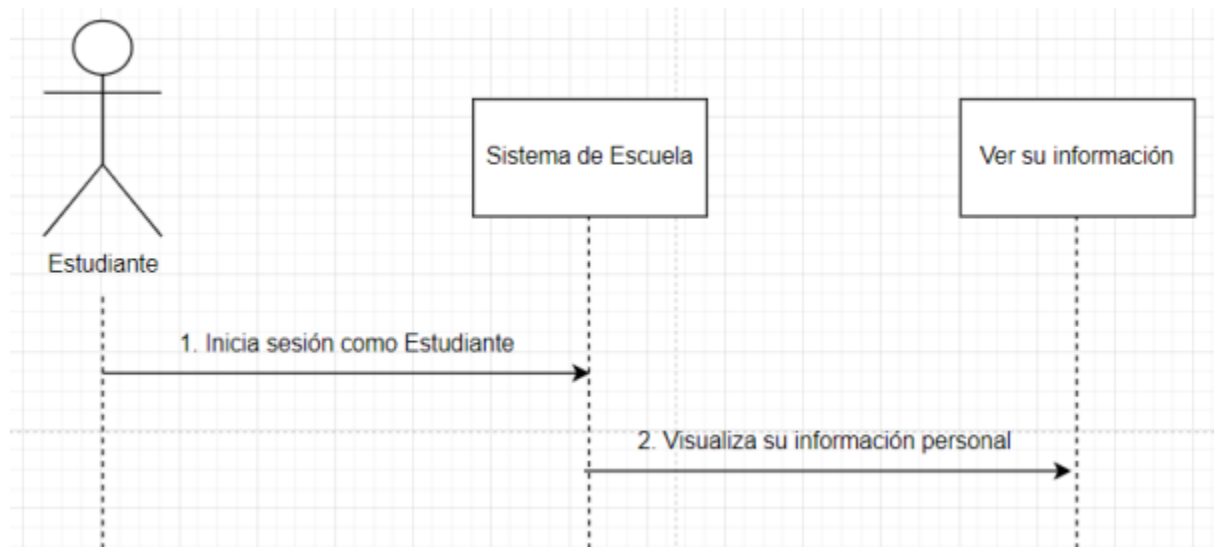 Sistema de Escuela
Ver su información
Estudiante
1. Inicia sesión como Estudiante
2. Visualiza su información personal